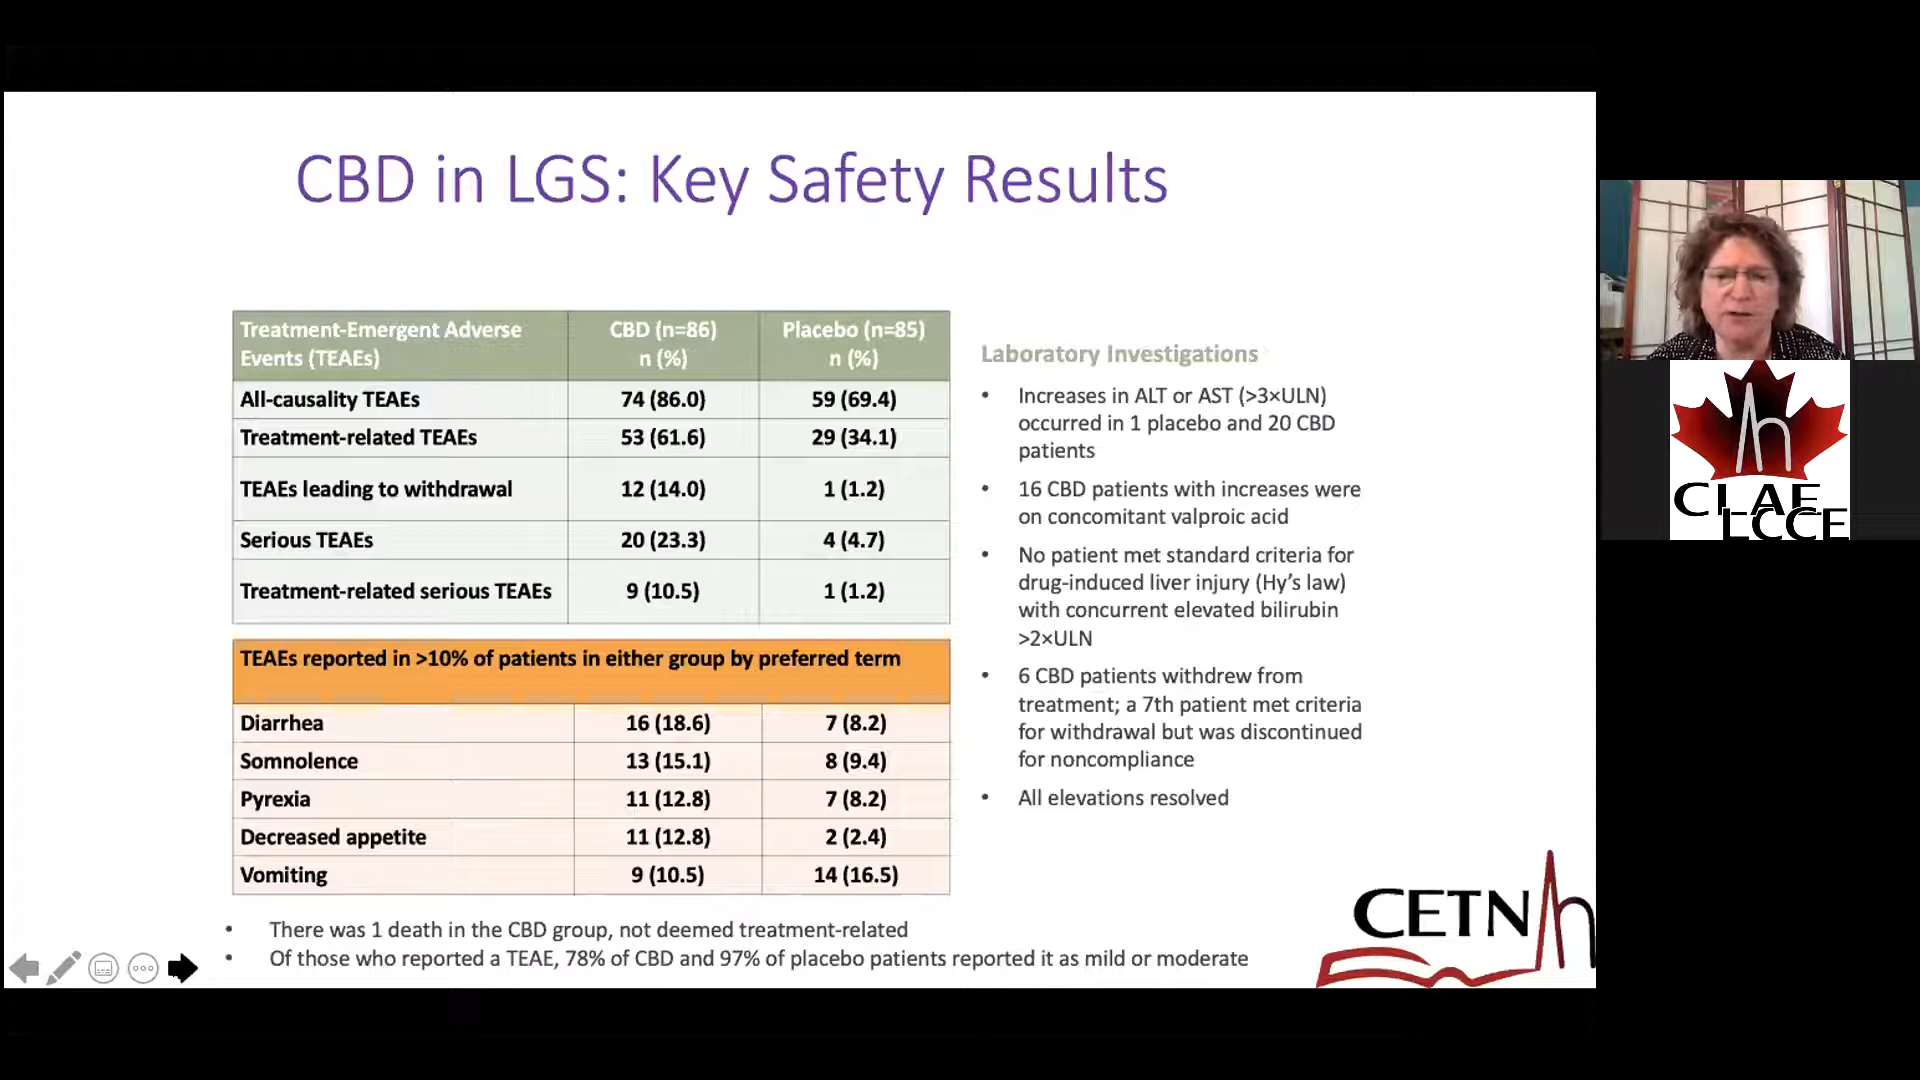 CBD in LGS: Key Safety Results
Treatment-Emergent Adverse
Events (TEAEs)
CBD (n=86)
n (%)
Placebo (n=85)
n (%)
All-causality TEAEs 74 (86.0) 59 (69.4)
Treatment-related TEAEs 53 (61.6) 29 (34.1)
TEAEs leading to withdrawal 12 (14.0) 1 (1.2)
Serious TEAEs 20 (23.3) 4 (4.7)
Treatment-related serious TEAEs 9 (10.5) 1 (1.2)
TEAEs reported in >10% of patients in either group by preferred term
Diarrhea 16 (18.6) 7 (8.2)
Somnolence 13 (15.1) 8 (9.4)
Pyrexia 11 (12.8) 7 (8.2)
Decreased appetite 11 (12.8) 2 (2.4)
Vomiting 9 (10.5) 14 (16.5)
Laboratory Investigations
• Increases in ALT or AST (>3×ULN)
occurred in 1 placebo and 20 CBD
patients
• 16 CBD patients with increases were
on concomitant valproic acid
• No patient met standard criteria for
drug-induced liver injury (Hy's law)
with concurrent elevated bilirubin
>2×ULN
• 6 CBD patients withdrew from
treatment; a 7th patient met criteria
for withdrawal but was discontinued
for noncompliance
• All elevations resolved
• There was 1 death in the CBD group, not deemed treatment-related
• Of those who reported a TEAE, 78% of CBD and 97% of placebo patients reported it as mild or moderate
CETN
CLAE
LCCE